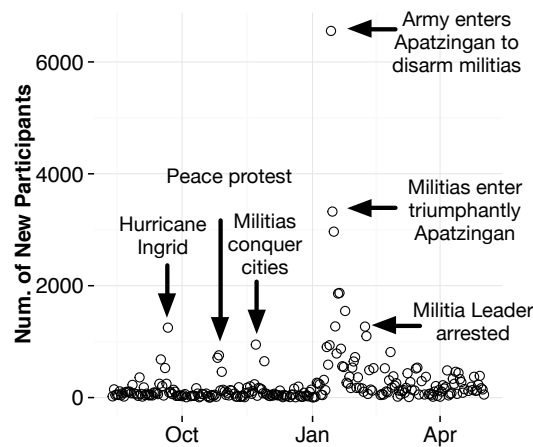 Army enters
Apatzingan to
disarm militias
6000
4000
Peace protest
Militias enter
triumphantly
Apatzingan
Hurricane
Ingrid
Militias
conquer
cities
2000
Militia Leader
arrested
0
Num. of New Participants
Oct
Jan
Apr